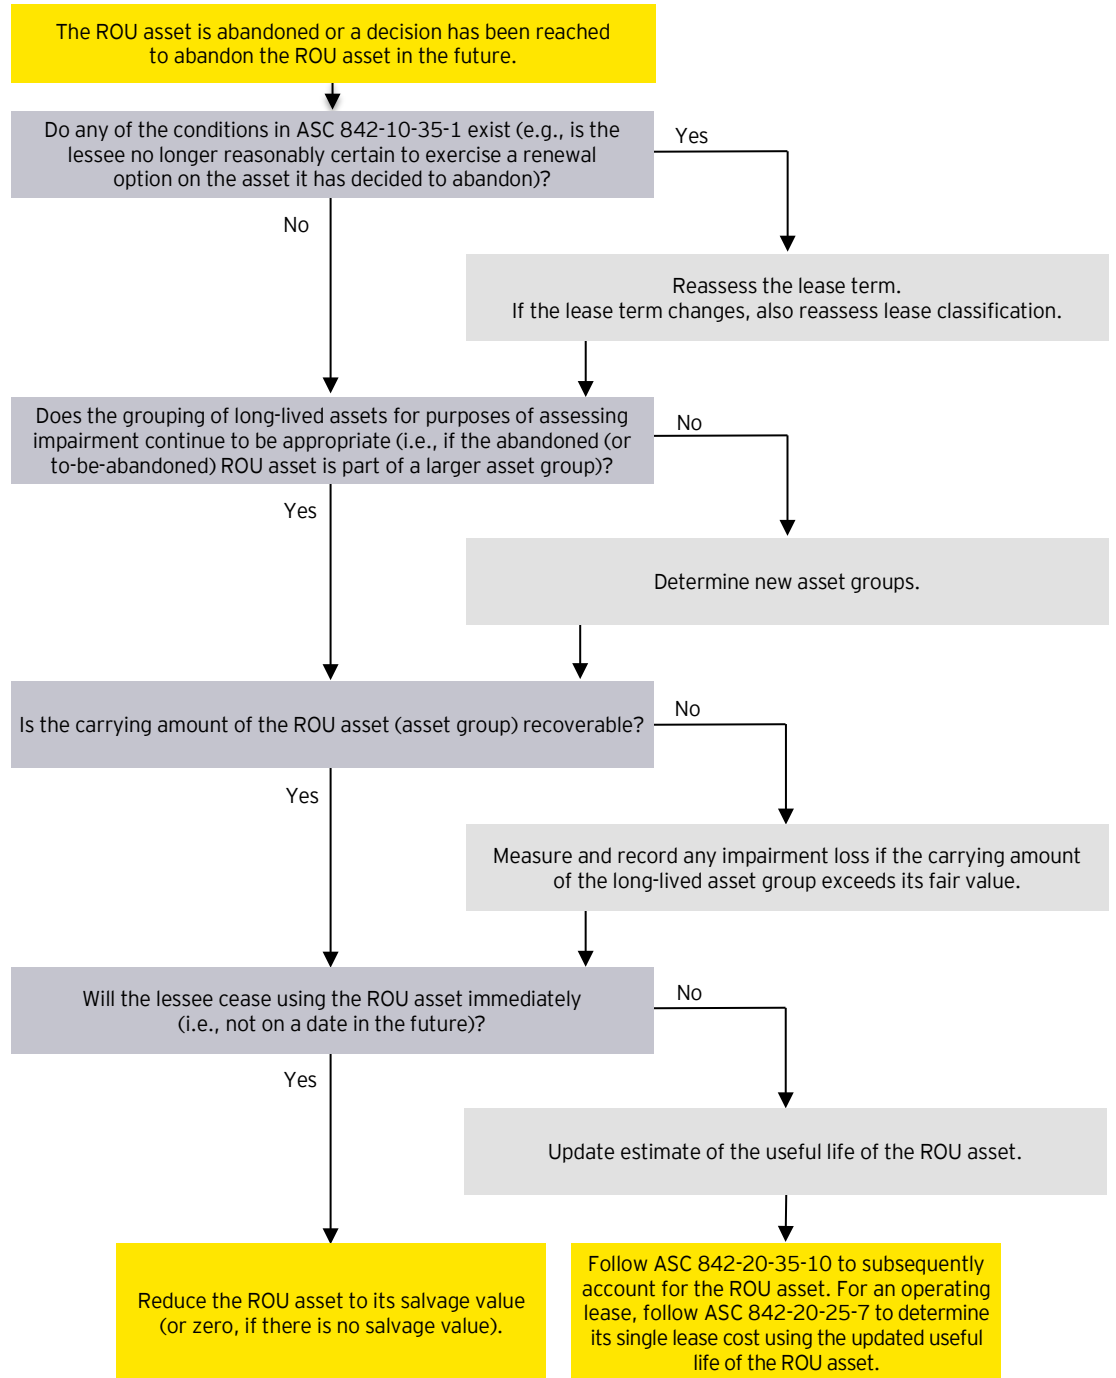 The ROU asset is abandoned or a decision has been reached
to abandon the ROU asset in the future.
Do any of the conditions in ASC 842-10-35-1 exist (e.g., is the
lessee no longer reasonably certain to exercise a renewal
option on the asset it has decided to abandon)?
Yes
No
Reassess the lease term.
If the lease term changes, also reassess lease classification.
Does the grouping of long-lived assets for purposes of assessing
impairment continue to be appropriate (i.e., if the abandoned (or
to-be-abandoned) ROU asset is part of a larger asset group)?
No
Yes
Determine new asset groups.
Is the carrying amount of the ROU asset (asset group) recoverable?
No
Yes
Measure and record any impairment loss if the carrying amount
of the long-lived asset group exceeds its fair value.
Will the lessee cease using the ROU asset immediately
(i.e., not on a date in the future)?
No
Yes
Update estimate of the useful life of the ROU asset.
Reduce the ROU asset to its salvage value
(or zero, if there is no salvage value).
Follow ASC 842-20-35-10 to subsequently
account for the ROU asset. For an operating
lease, follow ASC 842-20-25-7 to determine
its single lease cost using the updated useful
life of the ROU asset.